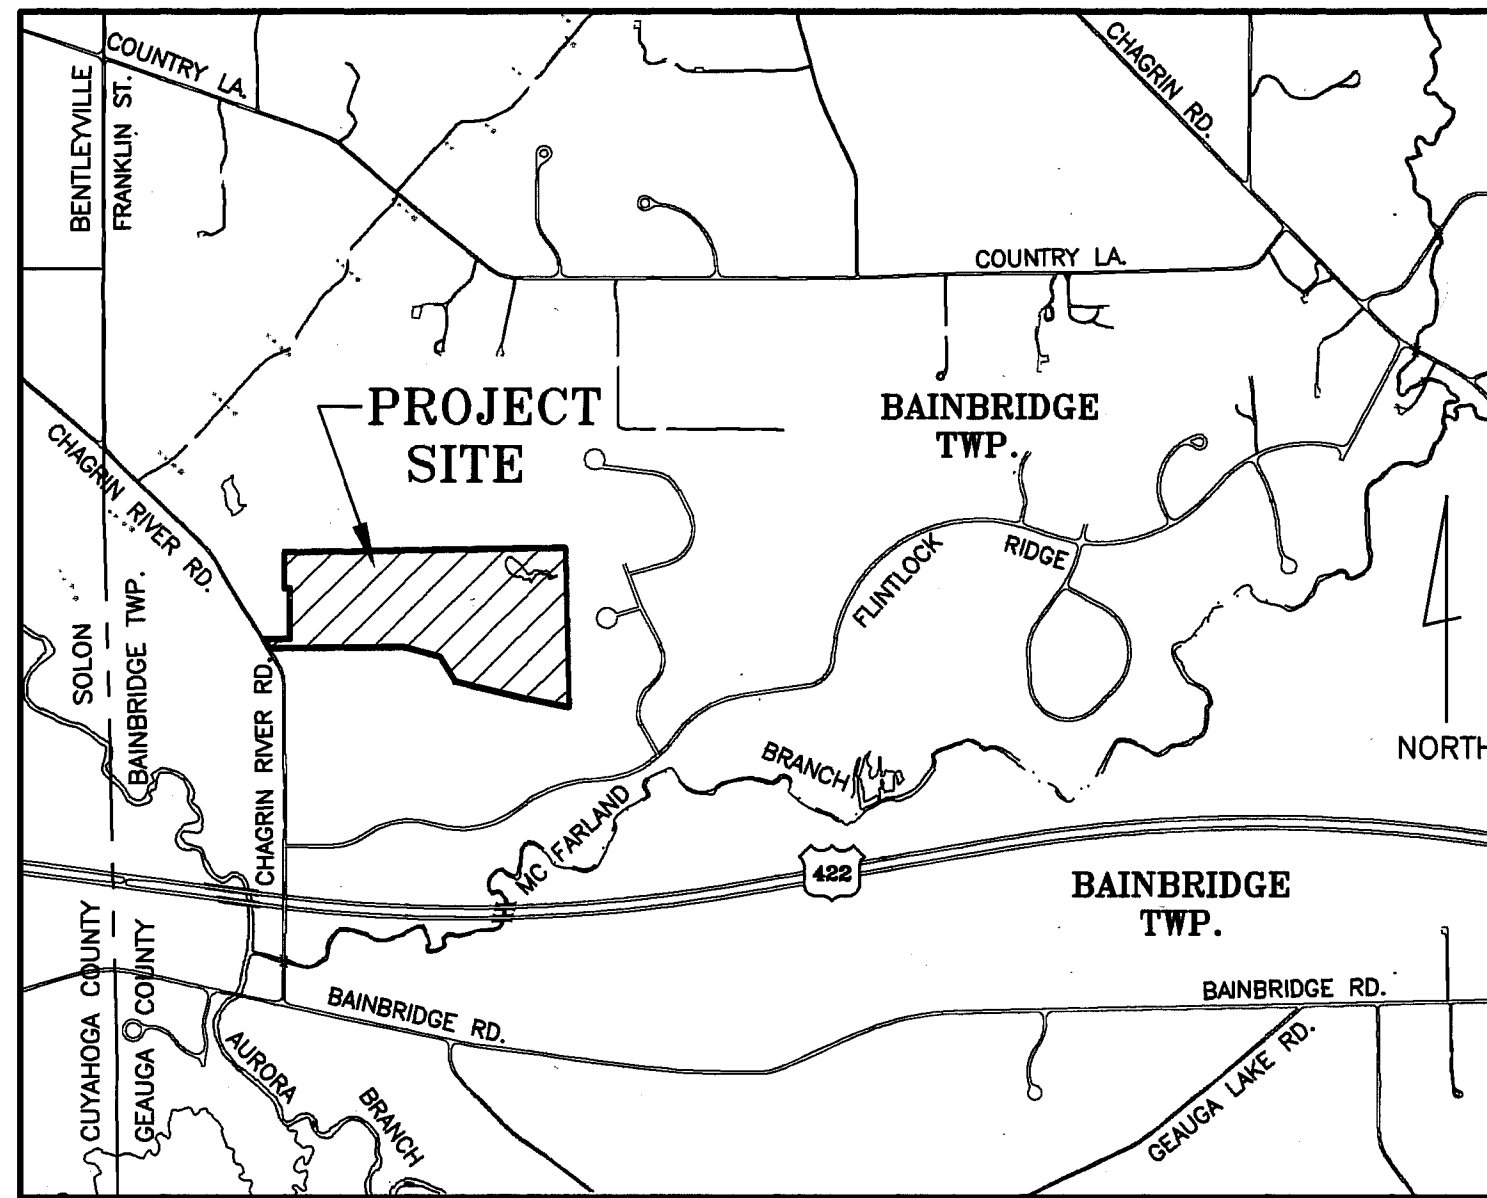 COUNTRY LA.
CHAGRIN RD.
BENTLEYVILLE
FRANKLIN ST.
COUNTRY LA.
PROJECT
SITE
BAINBRIDGE
TWP.
CHAGRIN RIVER RD.
FLINTLOCK
RIDGE
SOLON
BAINBRIDGE TWP.
CHAGRIN RIVER RD.
NORTH
BRANCH
MC FARLAND
422
BAINBRIDGE
TWP.
CUYAHOGA COUNTY
GEAUGA COUNTY
BAINBRIDGE RD.
BAINBRIDGE RD.
AURORA
BRANCH
GEAUGA LAKE RD.